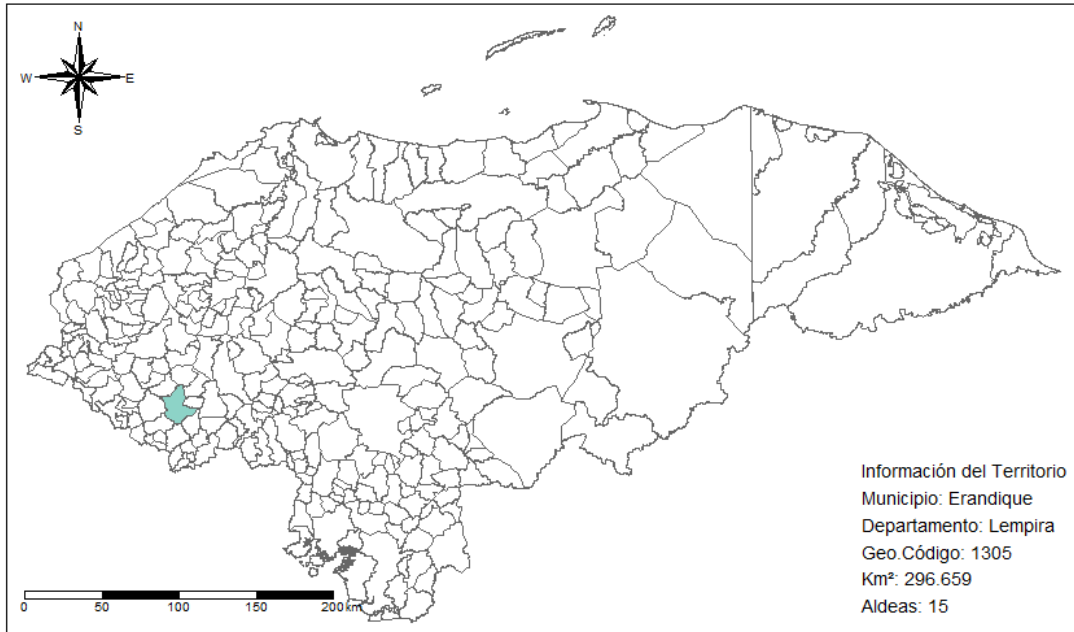 N
W E
S
Información del Territorio
Municipio: Erandique
Departamento: Lempira
Geo.Código: 1305
Km²: 296.659
Aldeas: 15
0 50 100 150 200 km